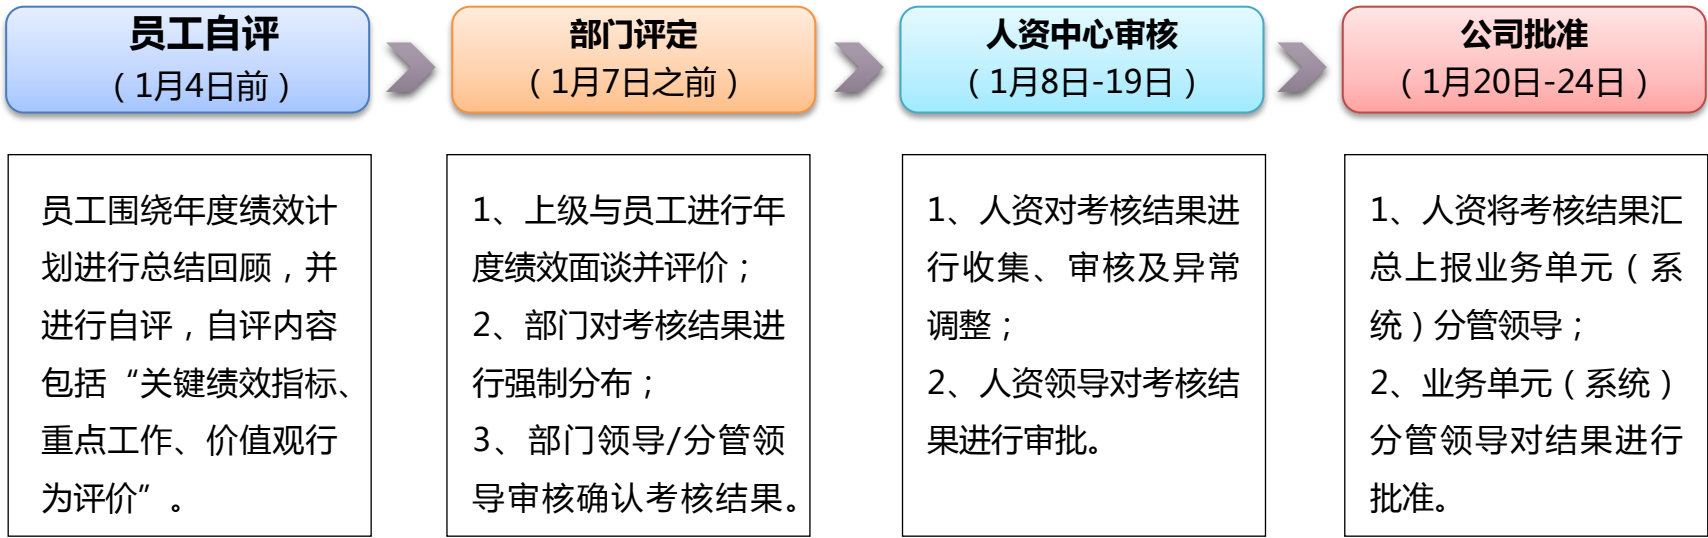 员工自评
（1月4日前）
部门评定
（1月7日之前）
人资中心审核
（1月8日-19日）
公司批准
（1月20日-24日）
员工围绕年度绩效计
划进行总结回顾，并
进行自评，自评内容
包括“关键绩效指标、
重点工作、价值观行
为评价”。
1、上级与员工进行年
度绩效面谈并评价；
2、部门对考核结果进
行强制分布；
3、部门领导/分管领
导审核确认考核结果。
1、人资对考核结果进
行收集、审核及异常
调整；
2、人资领导对考核结
果进行审批。
1、人资将考核结果汇
总上报业务单元（系
统）分管领导；
2、业务单元（系统）
分管领导对结果进行
批准。